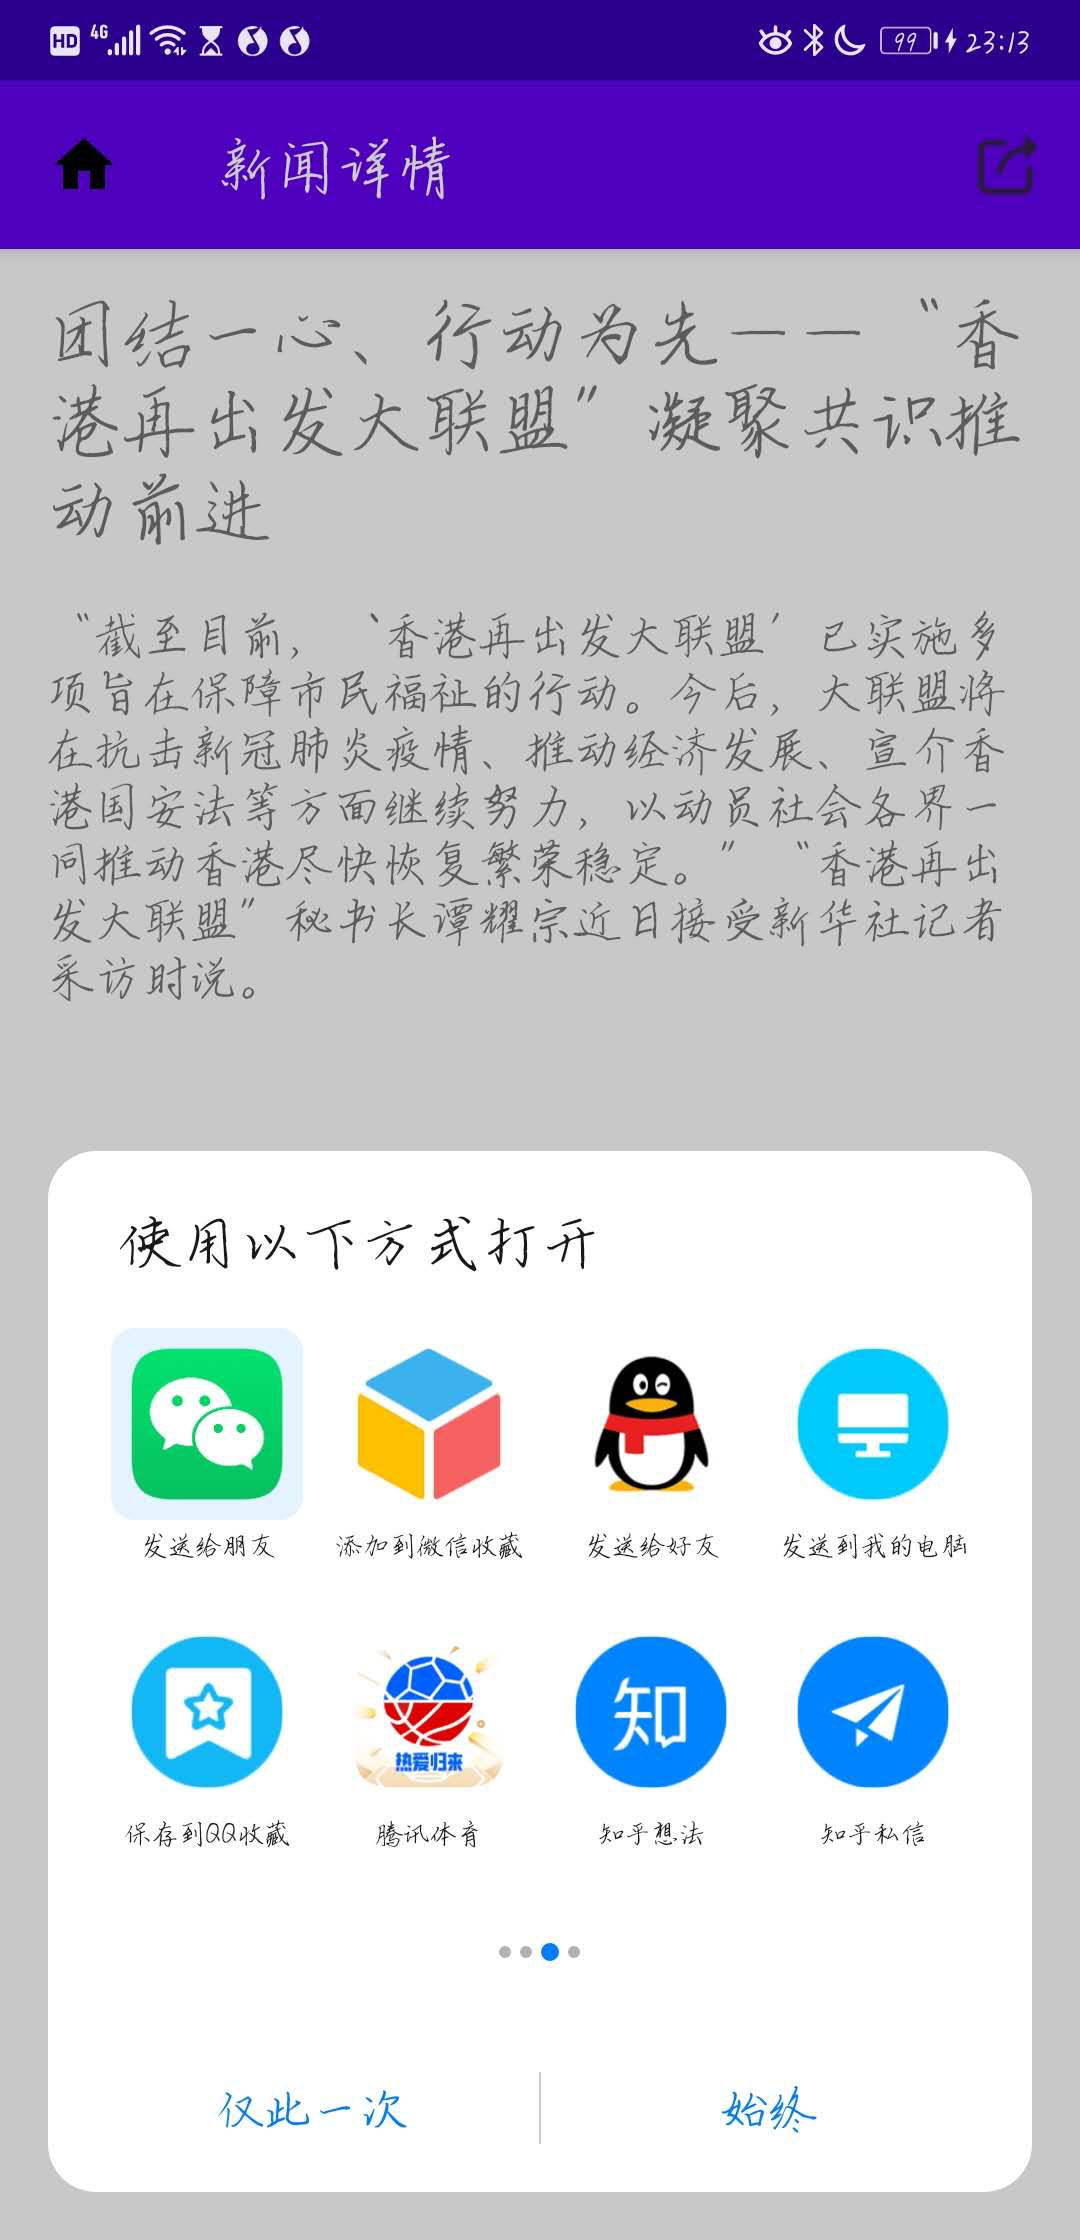 HD 4G 99 23:13
新闻详情
团结一心、行动为先——“香
港再出发大联盟”凝聚共识推
动前进
“截至目前，‘香港再出发大联盟’已实施多
项旨在保障市民福祉的行动。今后，大联盟将
在抗击新冠肺炎疫情、推动经济发展、宣介香
港国安法等方面继续努力，以动员社会各界一
同推动香港尽快恢复繁荣稳定。”“香港再出
发大联盟”秘书长谭耀宗近日接受新华社记者
采访时说。
使用以下方式打开
发送给朋友 添加到微信收藏 发送给好友 发送到我的电脑
热爱归来 知
保存到QQ收藏 腾讯体育 知乎想法 知乎私信
仅此一次 始终